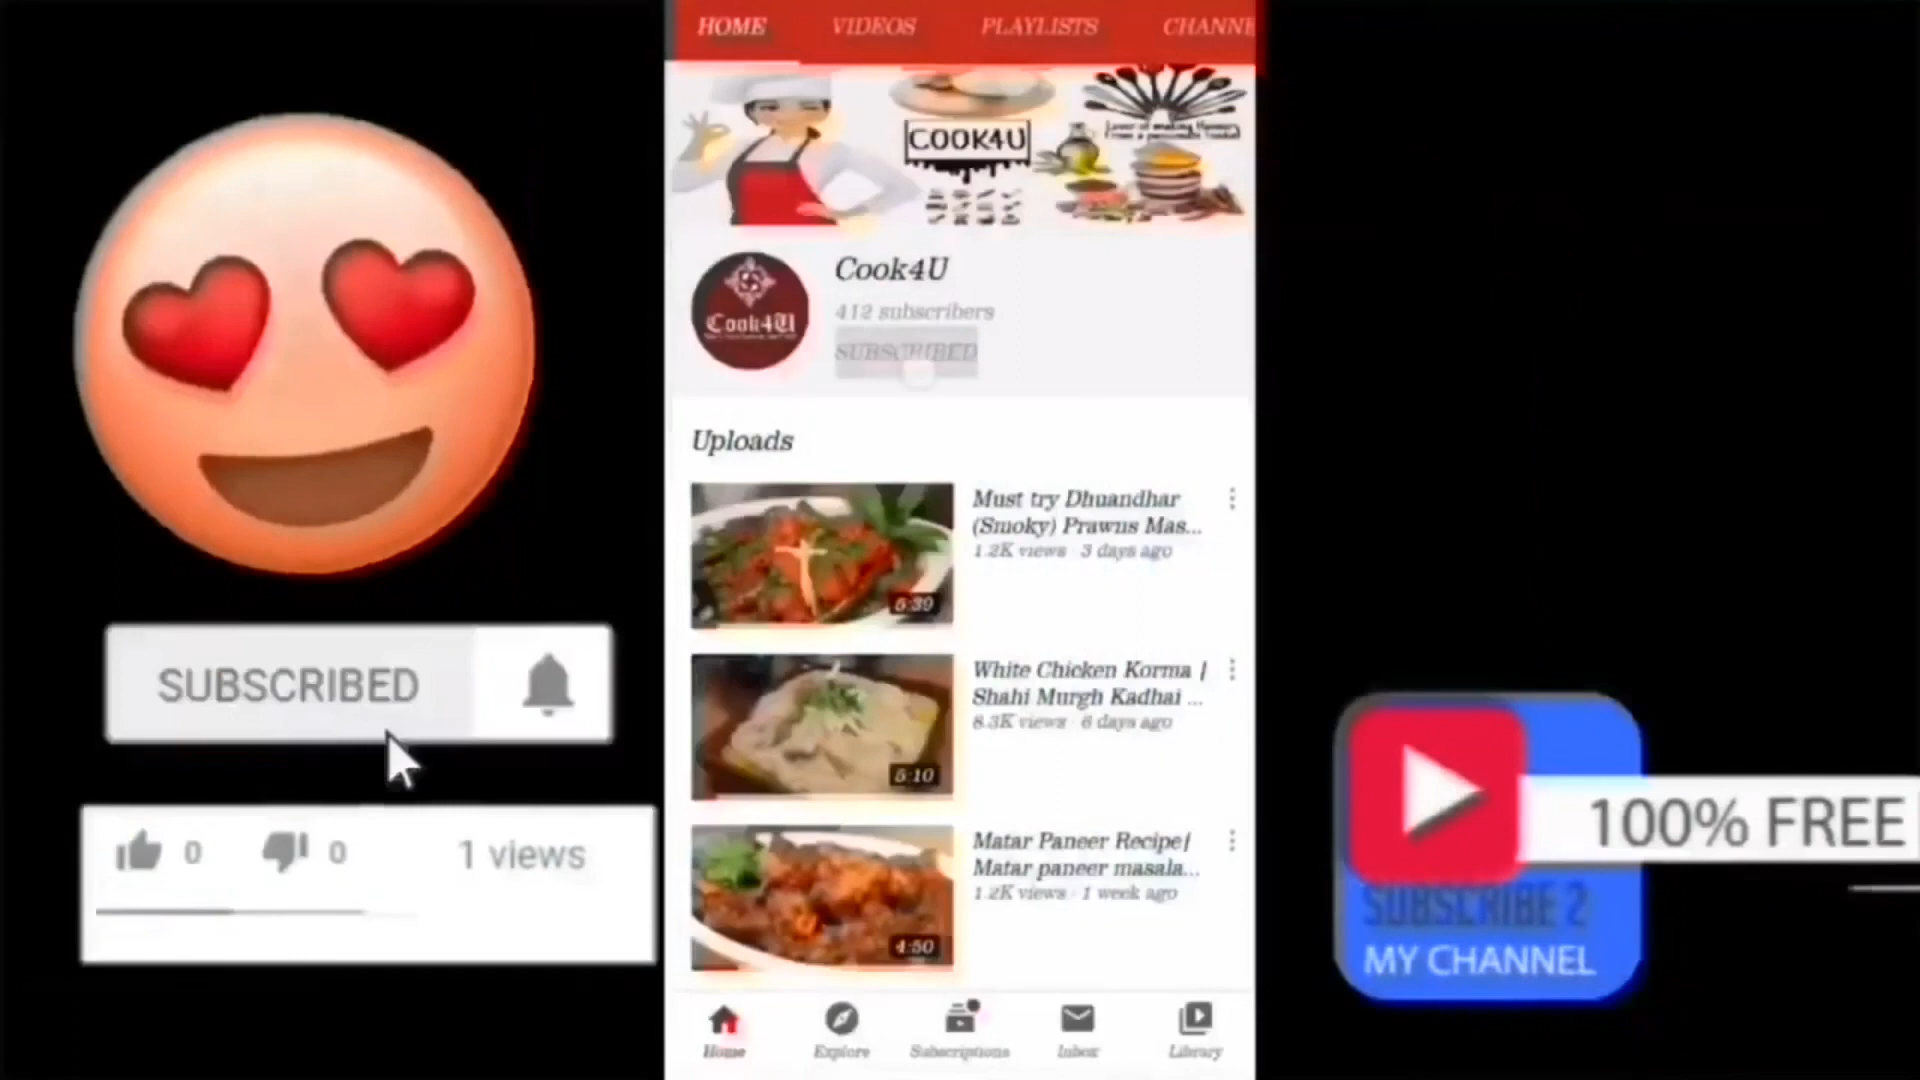 HOME VIDEOS PLAYLISTS CHANNE
COOK4U
Cook4U
Cook4U
412 subscribers
SUBSCRIBED
Uploads
Must try Dhuandhar
(Smoky) Prawns Mas...
1.2K views · 3 days ago
5:39
White Chicken Korma |
Shahi Murgh Kadhai ...
8.3K views · 6 days ago
5:10
Matar Paneer Recipe|
Matar paneer masala...
1.2K views · 1 week ago
4:50
Home Explore Subscriptions Inbox Library
SUBSCRIBED
0 0 1 views
100% FREE
SUBSCRIBE 2
MY CHANNEL